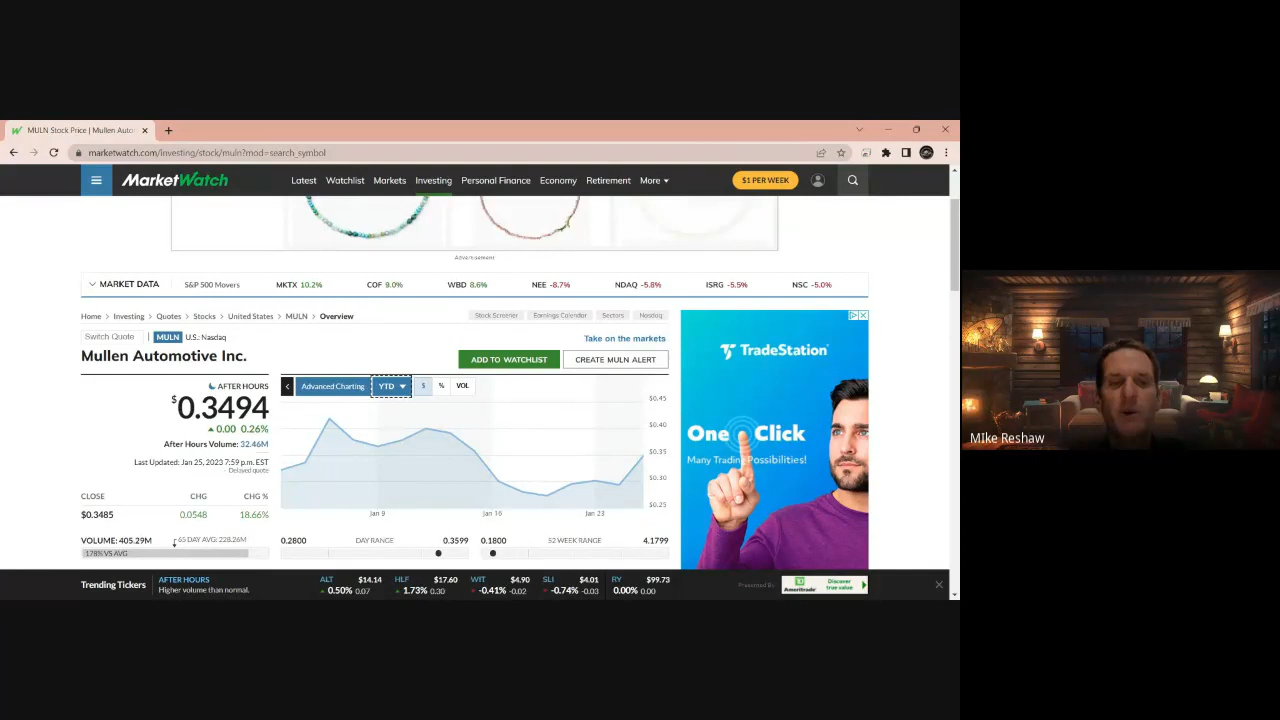 MULN Stock Price | Mullen Auto
marketwatch.com/investing/stock/muln?mod=search_symbol
MarketWatch
Latest Watchlist Markets Investing Personal Finance Economy Retirement More
$1 PER WEEK
Advertisement
MARKET DATA S&P 500 Movers MKTX 10.2% COF 9.0% WBD 8.6% NEE -8.7% NDAQ -5.8% ISRG -5.5% NSC -5.0%
Home > Investing > Quotes > Stocks > United States > MULN > Overview
Stock Screener Earnings Calendar Sectors Nasdaq
Switch Quote | MULN U.S.: Nasdaq
Take on the markets
Mullen Automotive Inc.
ADD TO WATCHLIST CREATE MULN ALERT
AFTER HOURS
$0.3494
0.00 0.26%
After Hours Volume: 32.46M
Last Updated: Jan 25, 2023 7:59 p.m. EST
Delayed quote
CLOSE CHG CHG %
$0.3485 0.0548 18.66%
VOLUME: 405.29M 65 DAY AVG: 228.26M
178% VS AVG
Advanced Charting YTD $ % VOL
$0.45
$0.40
$0.35
$0.30
$0.25
Jan 9 Jan 16 Jan 23
0.2800 DAY RANGE 0.3599
0.1800 52 WEEK RANGE 4.1799
TradeStation
One Click
Many Trading Possibilities!
MIke Reshaw
Trending Tickers
AFTER HOURS
Higher volume than normal.
ALT $14.14
0.50% 0.07
HLF $17.60
1.73% 0.30
WIT $4.90
-0.41% -0.02
SLI $4.01
-0.74% -0.03
RY $99.73
0.00% 0.00
Presented By
TD
Ameritrade
Discover
true value